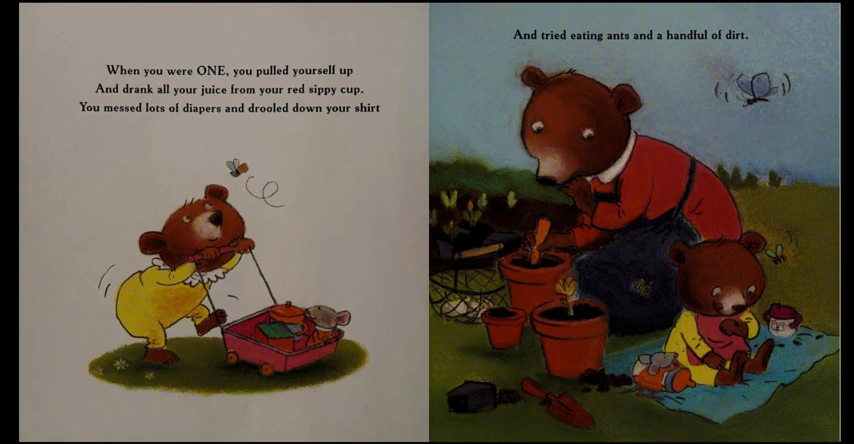 When you were ONE, you pulled yourself up
And drank all your juice from your red sippy cup.
You messed lots of diapers and drooled down your shirt
And tried eating ants and a handful of dirt.